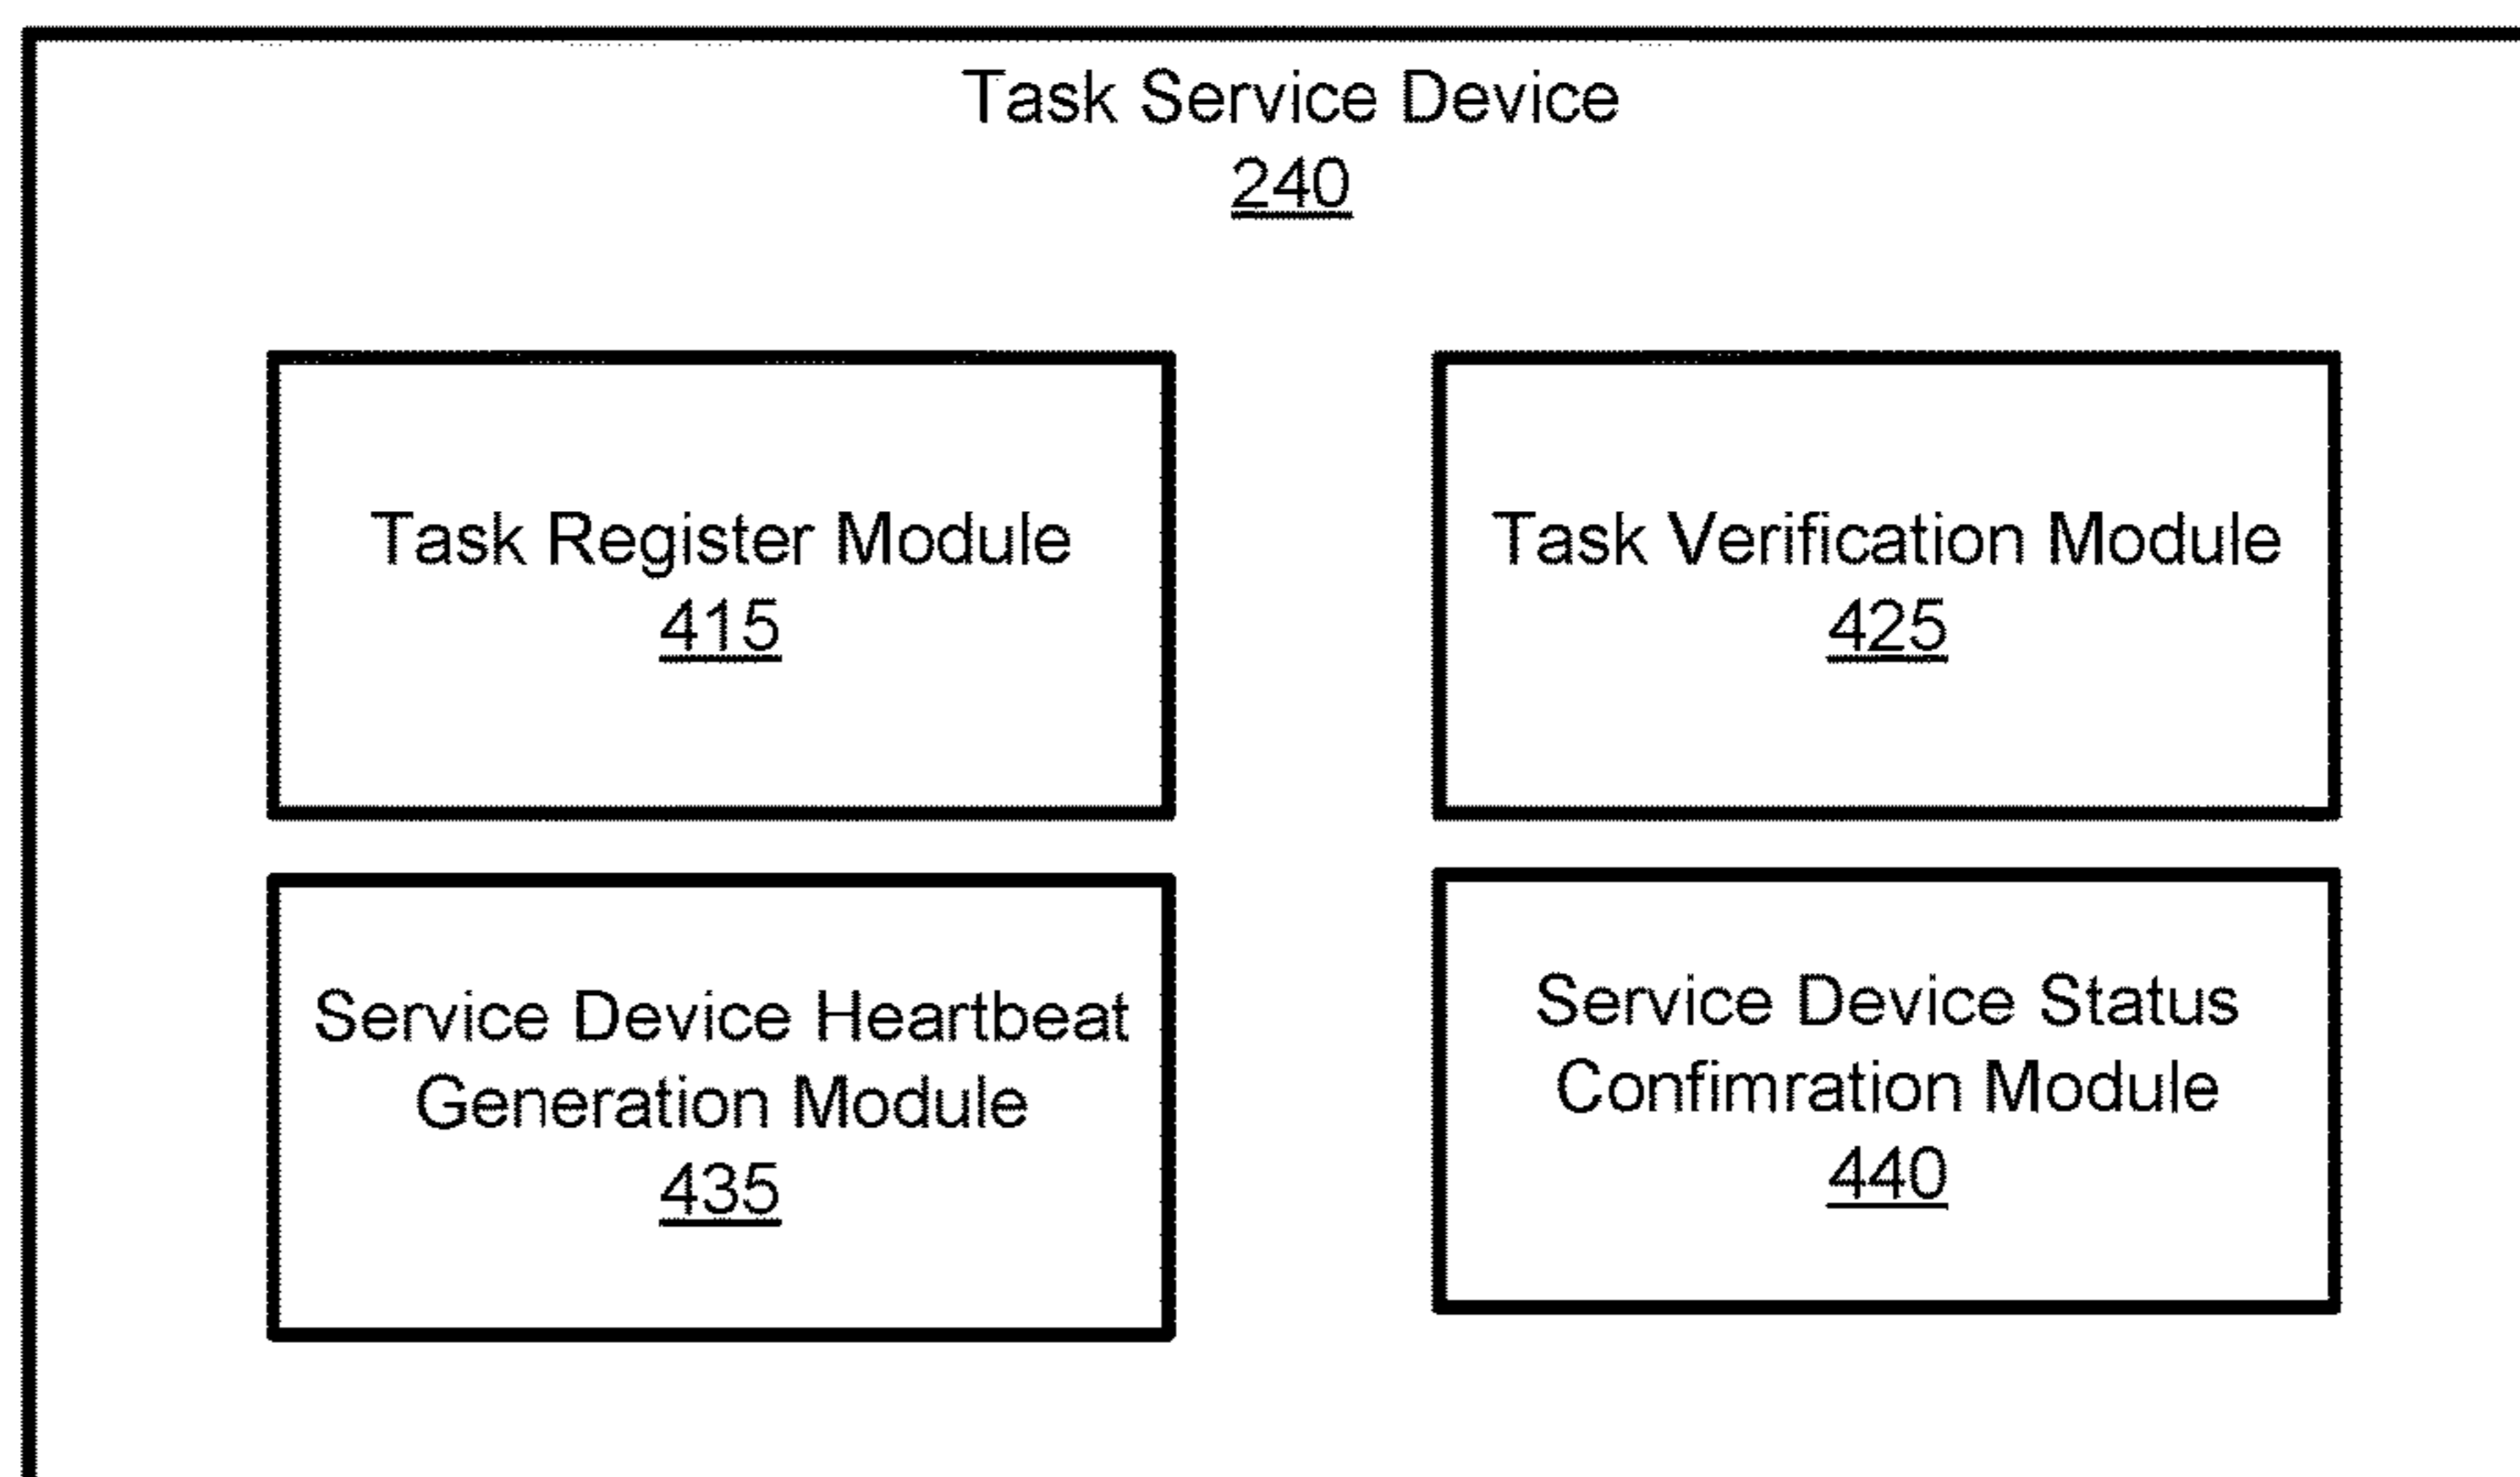 Task Service Device
240
Task Register Module
415
Task Verification Module
425
Service Device Heartbeat
Generation Module
435
Service Device Status
Confimration Module
440